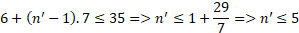 6 + (n′ − 1). 7 ≤ 35 => n′ ≤ 1 + 29/7 => n′ ≤ 5